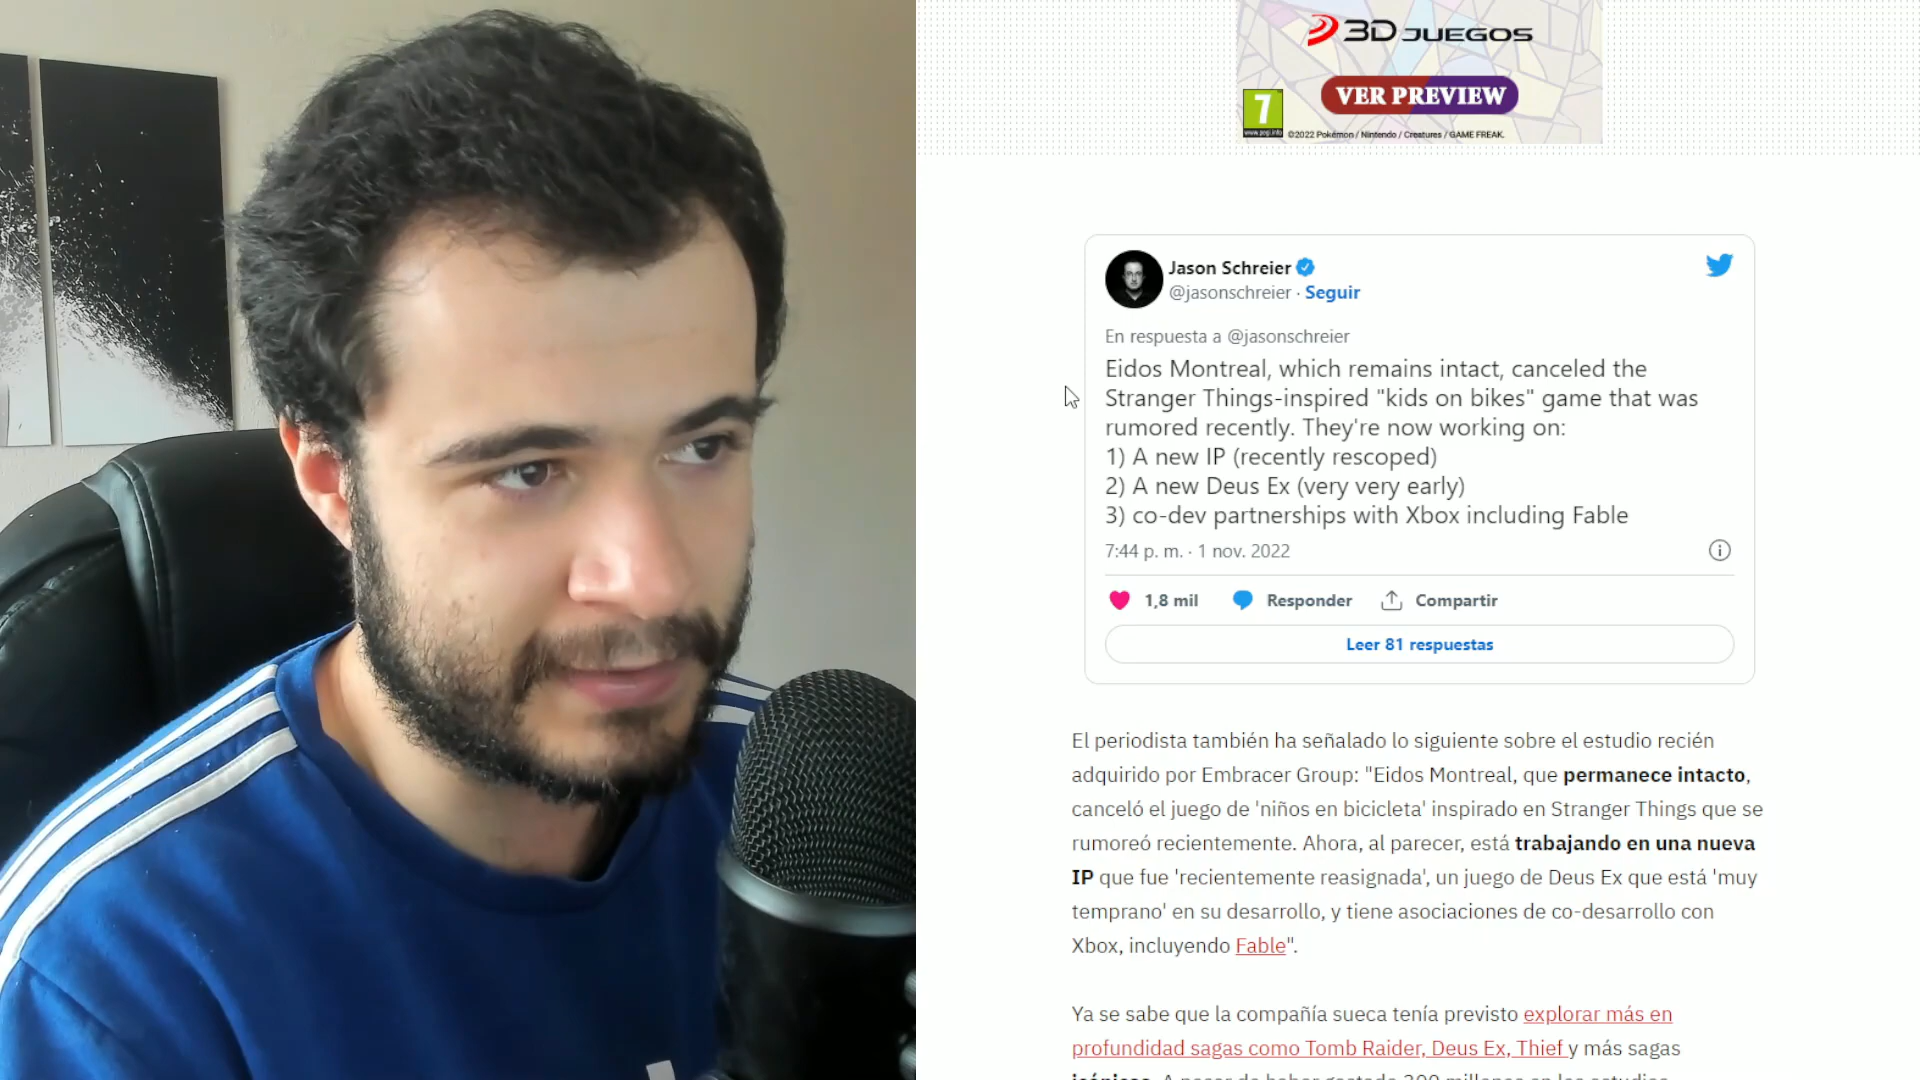 3D JUEGOS
VER PREVIEW
7
www.pegi.info
©2022 Pokémon / Nintendo / Creatures / GAME FREAK.
Jason Schreier
@jasonschreier · Seguir
En respuesta a @jasonschreier
Eidos Montreal, which remains intact, canceled the
Stranger Things-inspired "kids on bikes" game that was
rumored recently. They're now working on:
1) A new IP (recently rescoped)
2) A new Deus Ex (very very early)
3) co-dev partnerships with Xbox including Fable
7:44 p. m. · 1 nov. 2022
1,8 mil
Responder
Compartir
Leer 81 respuestas
El periodista también ha señalado lo siguiente sobre el estudio recién
adquirido por Embracer Group: "Eidos Montreal, que permanece intacto,
canceló el juego de 'niños en bicicleta' inspirado en Stranger Things que se
rumoreó recientemente. Ahora, al parecer, está trabajando en una nueva
IP que fue 'recientemente reasignada', un juego de Deus Ex que está 'muy
temprano' en su desarrollo, y tiene asociaciones de co-desarrollo con
Xbox, incluyendo Fable".
Ya se sabe que la compañía sueca tenía previsto explorar más en
profundidad sagas como Tomb Raider, Deus Ex, Thief y más sagas